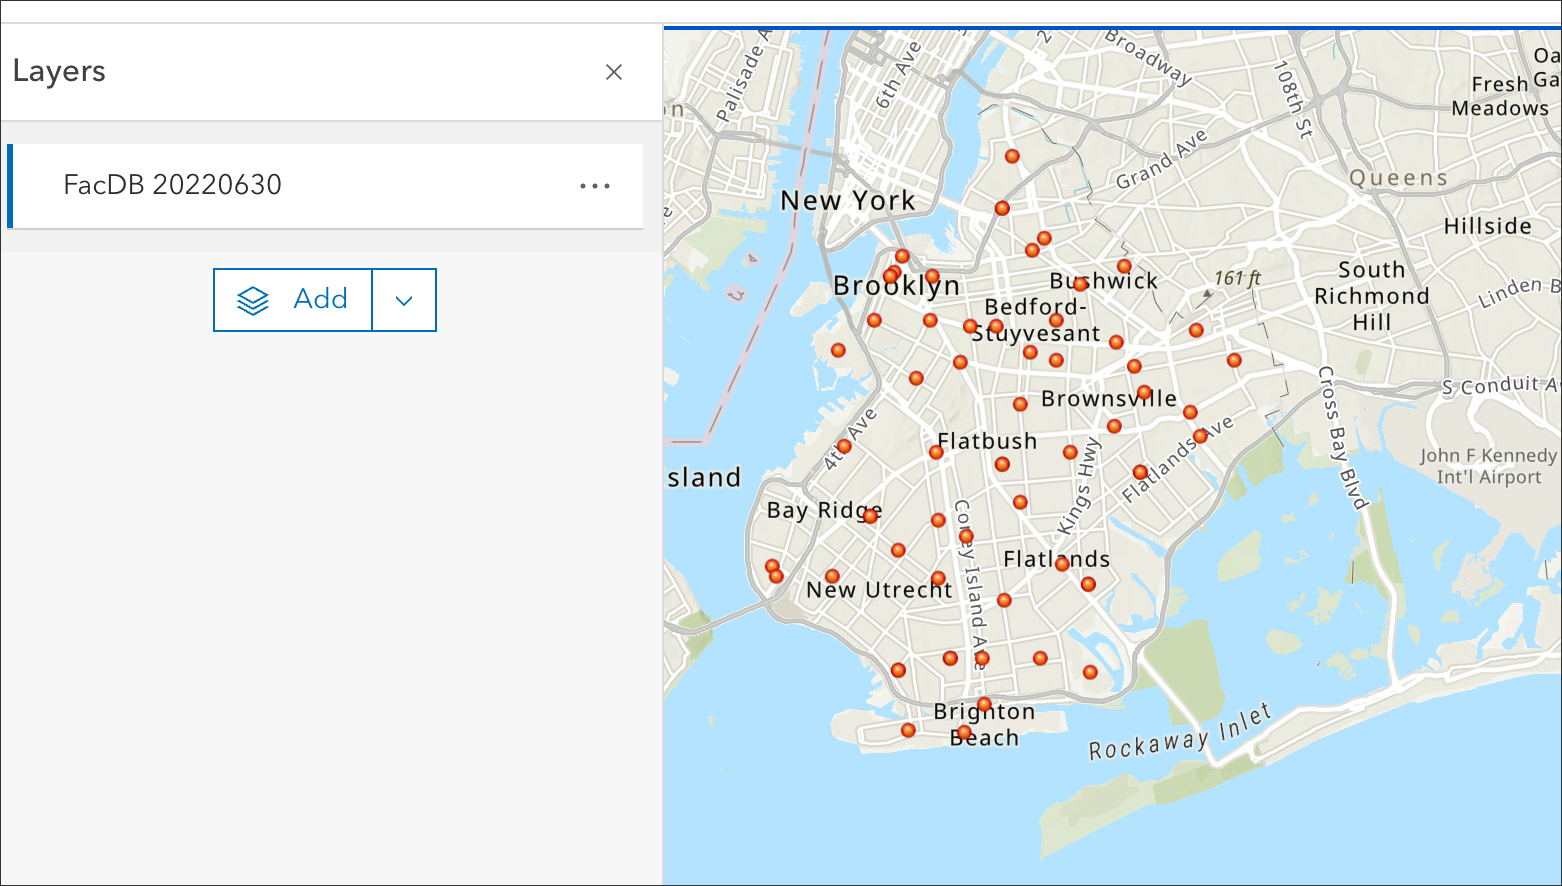 Layers
FacDB 20220630
Add
Palisade A
6th Ave
2
Broadway
108th St
Oa
Ga
Fresh
Meadows
on
Grand Ave
Queens
New York
Hillside
161 ft
South
Richmond
Hill
Linden B
Brooklyn
Bushwick
Bedford-
Stuyvesant
S Conduit Av
Cross Bay Blvd
Brownsville
4th Ave
Flatbush
Flatlands Ave
Kings Hwy
John F Kennedy
Int'l Airport
sland
Bay Ridge
Coney Island Ave
Flatlands
New Utrecht
Brighton
Beach
Rockaway Inlet